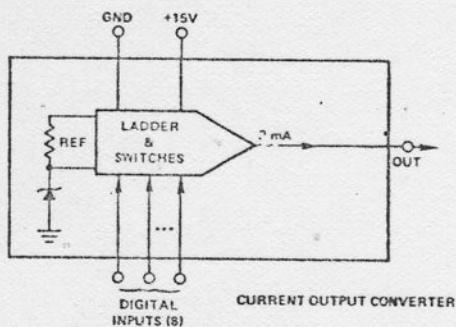 GND +15V
LADDER
&
SWITCHES
REF
mA
OUT
...
DIGITAL
INPUTS (8)
CURRENT OUTPUT CONVERTER